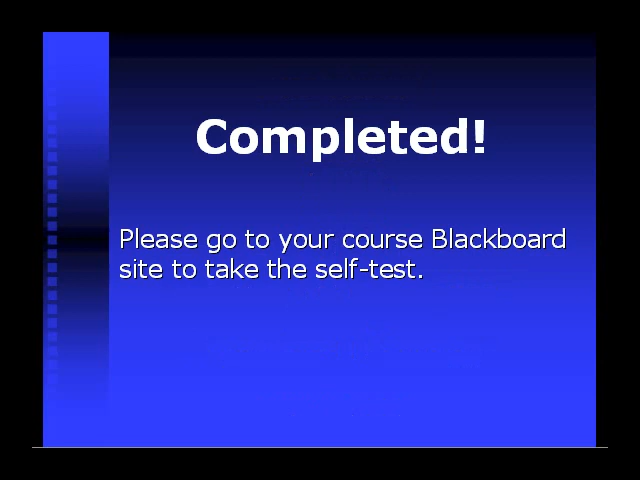 Completed!
Please go to your course Blackboard
site to take the self-test.